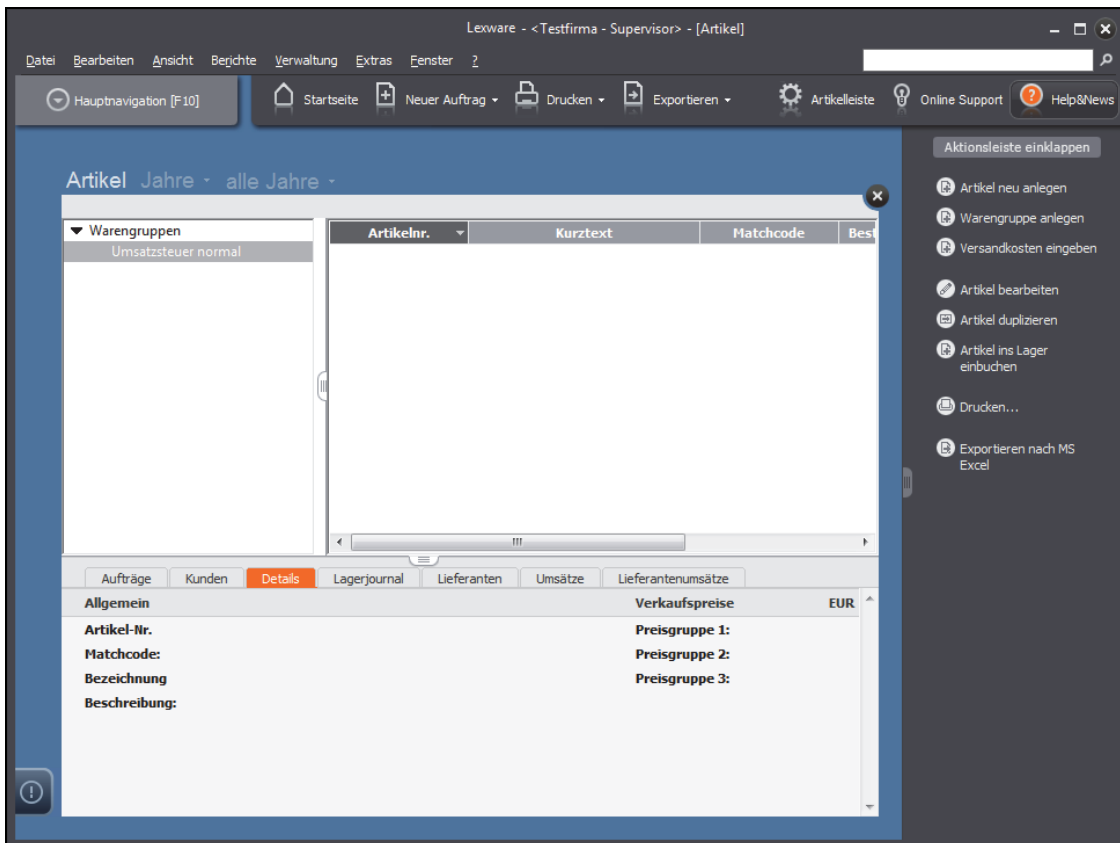 Lexware - <Testfirma - Supervisor> - [Artikel]
Datei Bearbeiten Ansicht Berichte Verwaltung Extras Fenster ?
Hauptnavigation [F10] Startseite Neuer Auftrag Drucken Exportieren Artikelleiste Online Support ? Help&News
Aktionsleiste einklappen
Artikel Jahre alle Jahre
Artikel neu anlegen
Warengruppe anlegen
Versandkosten eingeben
Artikel bearbeiten
Artikel duplizieren
Artikel ins Lager
einbuchen
Drucken...
Exportieren nach MS
Excel
Warengruppen
Umsatzsteuer normal
Artikelnr. Kurztext Matchcode Best
Aufträge Kunden Details Lagerjournal Lieferanten Umsätze Lieferantenumsätze
Allgemein Verkaufspreise EUR
Artikel-Nr. Preisgruppe 1:
Matchcode: Preisgruppe 2:
Bezeichnung Preisgruppe 3:
Beschreibung: